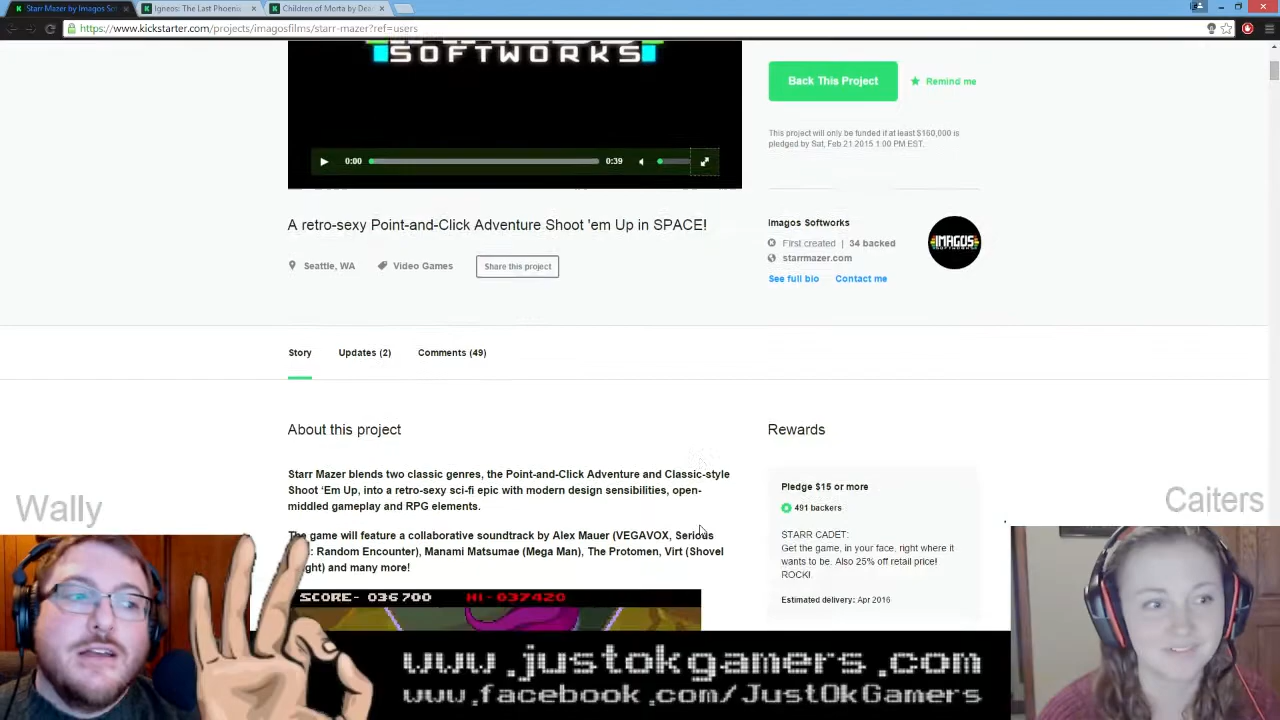 Starr Mazer by Imagos Sof
Igneos: The Last Phoenix
Children of Morta by Dead
https://www.kickstarter.com/projects/imagosfilms/starr-mazer?ref=users
SOFTWORKS
Back This Project
Remind me
This project will only be funded if at least $160,000 is
pledged by Sat, Feb 21 2015 1:00 PM EST.
0:00
0:39
A retro-sexy Point-and-Click Adventure Shoot 'em Up in SPACE!
Seattle, WA
Video Games
Share this project
Imagos Softworks
First created | 34 backed
starrmazer.com
See full bio
Contact me
IMAGOS
Story
Updates (2)
Comments (49)
About this project
Starr Mazer blends two classic genres, the Point-and-Click Adventure and Classic-style
Shoot ‘Em Up, into a retro-sexy sci-fi epic with modern design sensibilities, open-
middled gameplay and RPG elements.
The game will feature a collaborative soundtrack by Alex Mauer (VEGAVOX, Serious
: Random Encounter), Manami Matsumae (Mega Man), The Protomen, Virt (Shovel
) and many more!
SCORE- 036700
HI-037420
Rewards
Pledge $15 or more
491 backers
STARR CADET:
Get the game, in your face, right where it
wants to be. Also 25% off retail price!
ROCK!
Estimated delivery: Apr 2016
Wally
Caiters
www.justokgamers.com
www.facebook.com/JustOkGamers